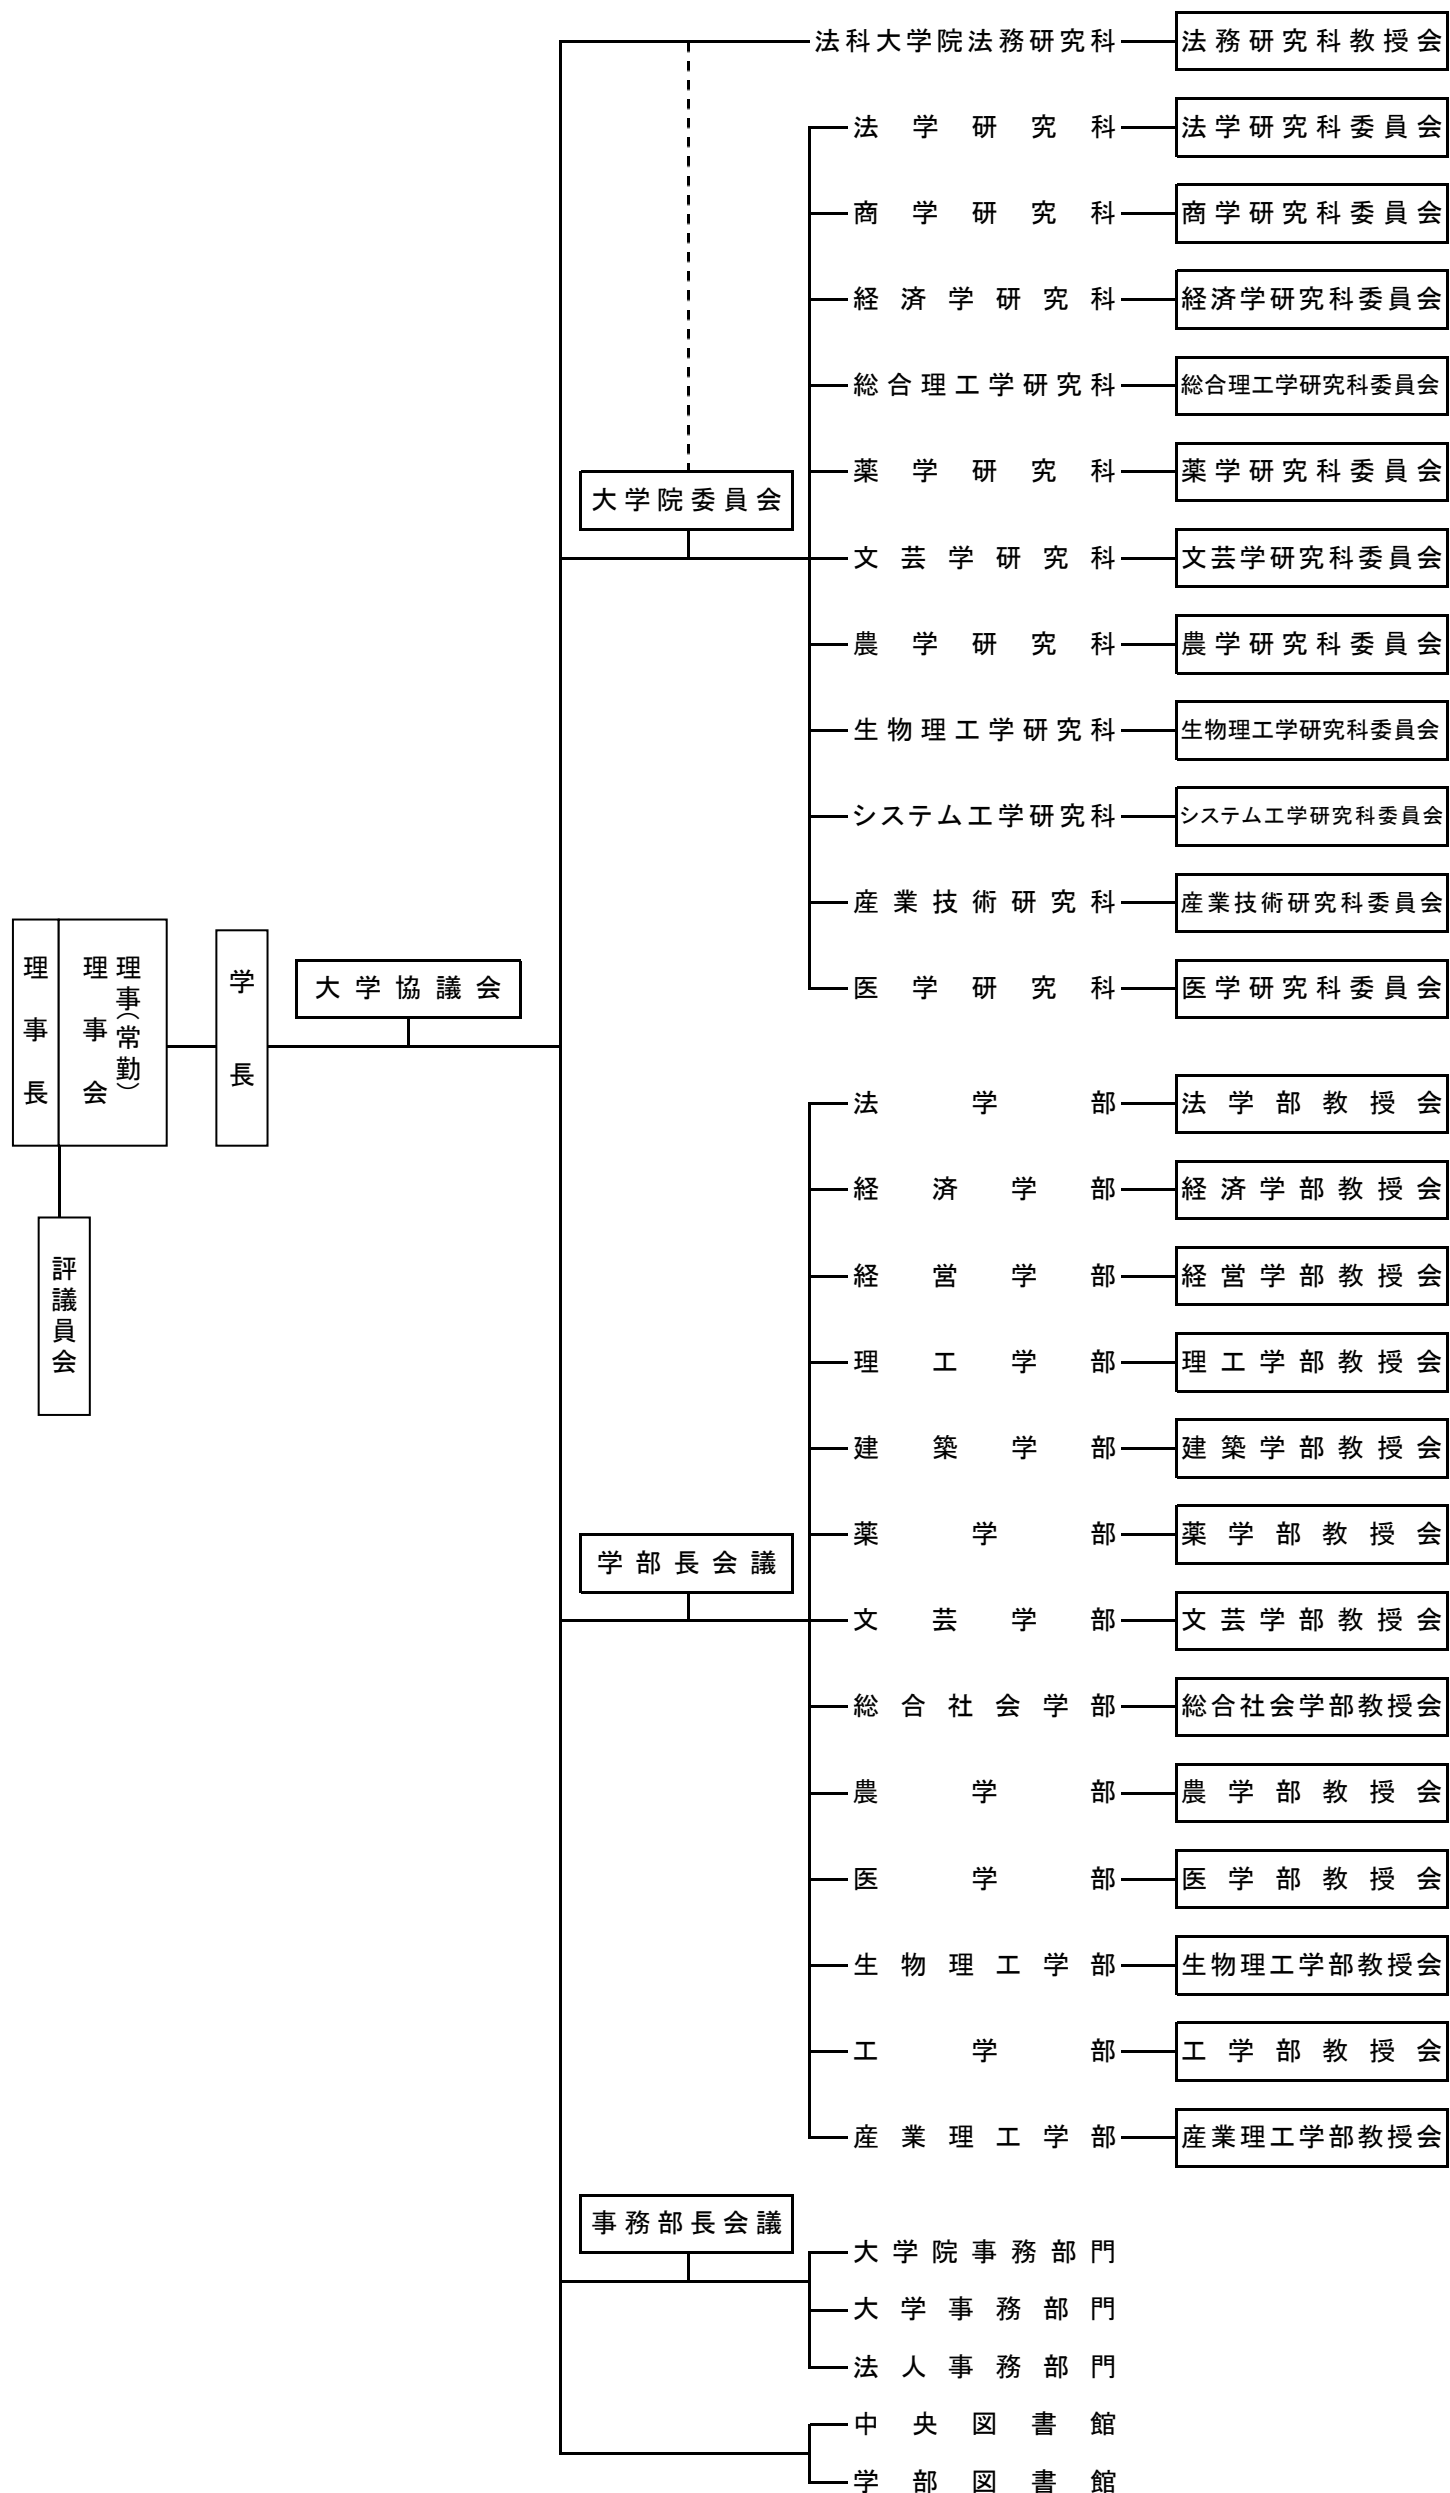 法科大学院法務研究科 法務研究科教授会
法学研究科 法学研究科委員会
商学研究科 商学研究科委員会
経済学研究科 経済学研究科委員会
総合理工学研究科 総合理工学研究科委員会
薬学研究科 薬学研究科委員会
大学院委員会
文芸学研究科 文芸学研究科委員会
農学研究科 農学研究科委員会
生物理工学研究科 生物理工学研究科委員会
システム工学研究科 システム工学研究科委員会
産業技術研究科 産業技術研究科委員会
医学研究科 医学研究科委員会
理事長
理事会
理事(常勤)
学長
大学協議会
評議員会
法学部 法学部教授会
経済学部 経済学部教授会
経営学部 経営学部教授会
理工学部 理工学部教授会
建築学部 建築学部教授会
薬学部 薬学部教授会
学部長会議
文芸学部 文芸学部教授会
総合社会学部 総合社会学部教授会
農学部 農学部教授会
医学部 医学部教授会
生物理工学部 生物理工学部教授会
工学部 工学部教授会
産業理工学部 産業理工学部教授会
事務部長会議
大学院事務部門
大学事務部門
法人事務部門
中央図書館
学部図書館